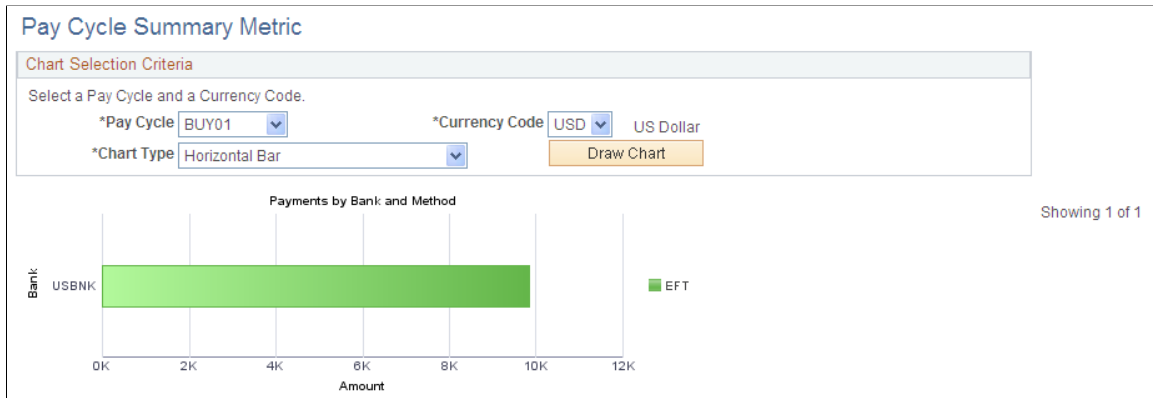 Pay Cycle Summary Metric
Chart Selection Criteria
Select a Pay Cycle and a Currency Code.
*Pay Cycle BUY01 *Currency Code USD US Dollar
*Chart Type Horizontal Bar Draw Chart
Payments by Bank and Method
Showing 1 of 1
Bank
USBNK
EFT
0K 2K 4K 6K 8K 10K 12K
Amount